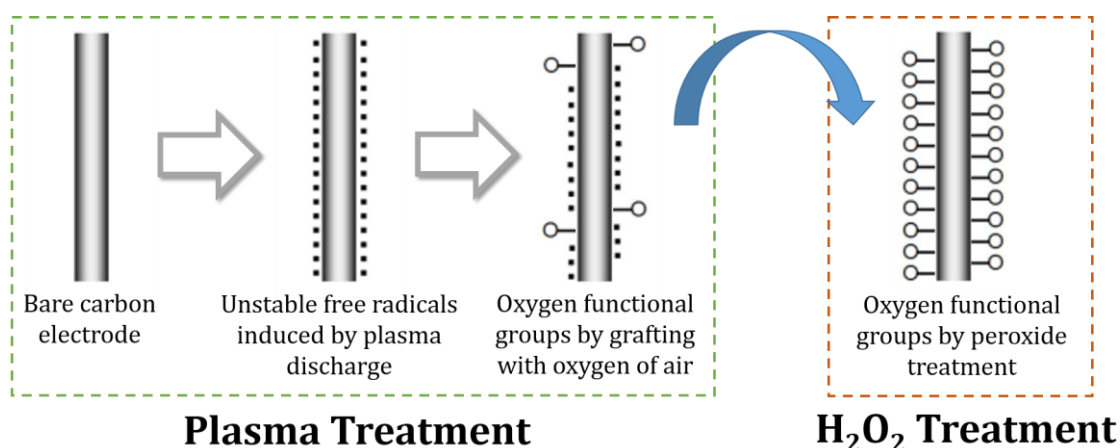 Bare carbon
electrode
Unstable free radicals
induced by plasma
discharge
Oxygen functional
groups by grafting
with oxygen of air
Oxygen functional
groups by peroxide
treatment
Plasma Treatment
H₂O₂ Treatment